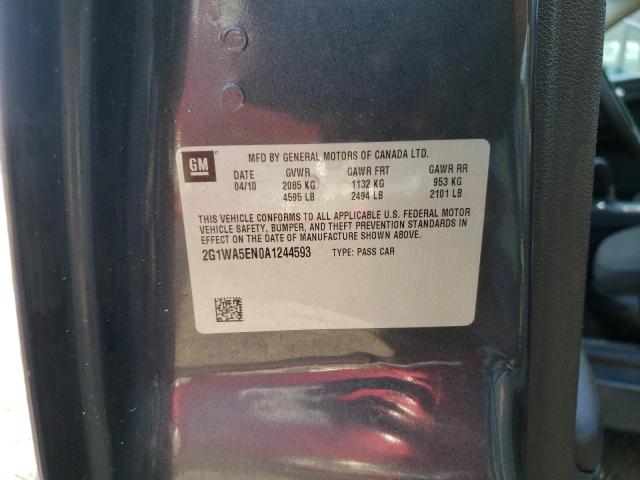 GM
MFD BY GENERAL MOTORS OF CANADA LTD.
DATE GVWR GAWR FRT GAWR RR
04/10 2085 KG 1132 KG 953 KG
4595 LB 2494 LB 2101 LB
THIS VEHICLE CONFORMS TO ALL APPLICABLE U.S. FEDERAL MOTOR
VEHICLE SAFETY, BUMPER, AND THEFT PREVENTION STANDARDS IN
EFFECT ON THE DATE OF MANUFACTURE SHOWN ABOVE.
2G1WA5EN0A1244593 TYPE: PASS CAR